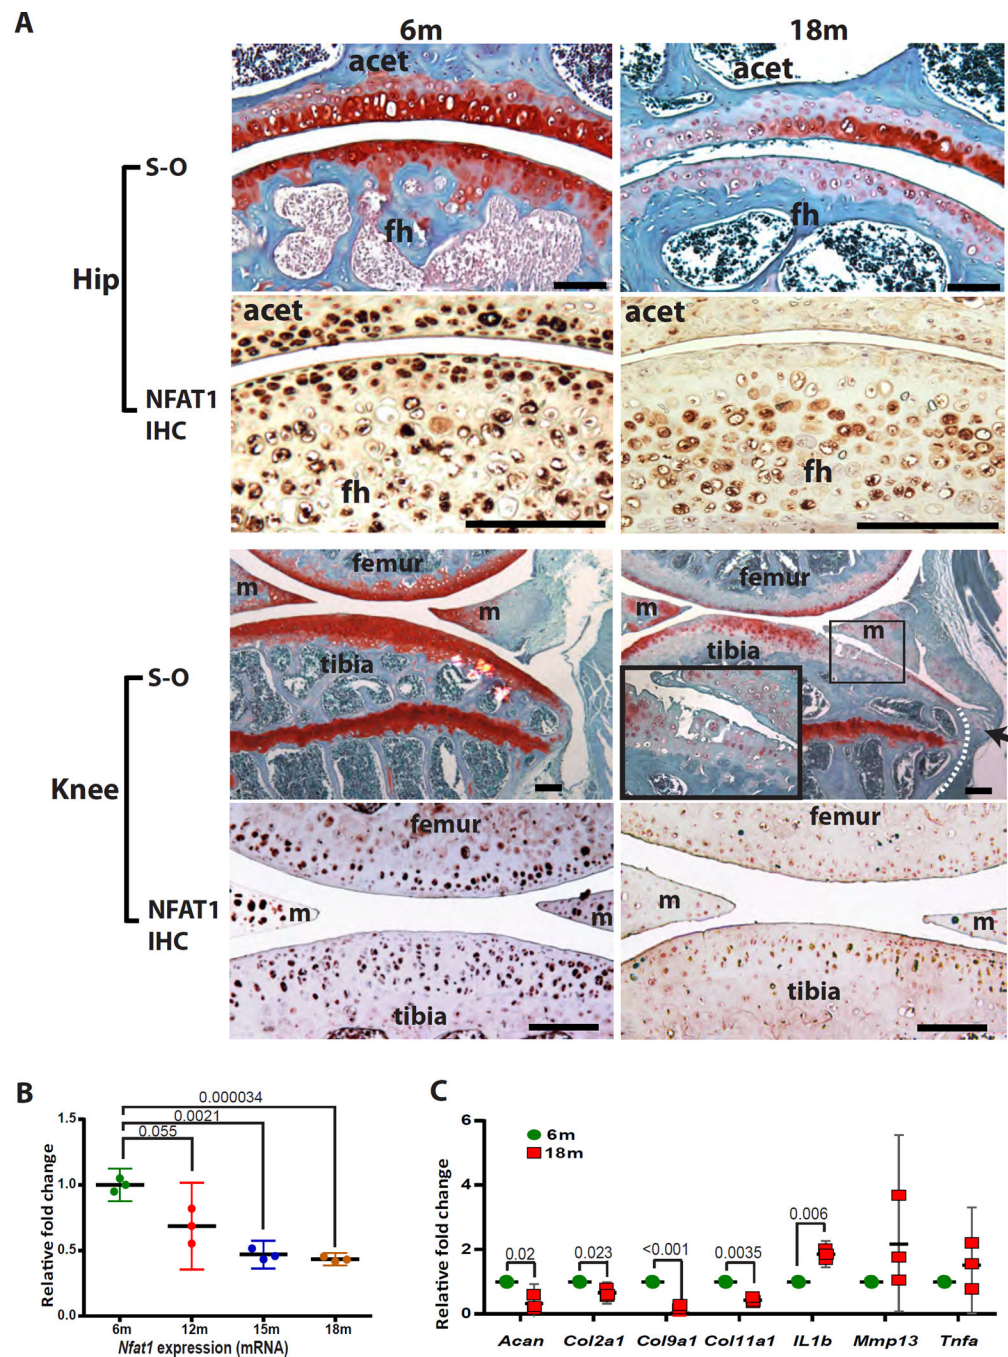 A
6m
18m
acet
acet
S-O
fh
fh
Hip
acet
acet
NFAT1
IHC
fh
fh
femur
femur
m
m
m
m
tibia
tibia
S-O
Knee
femur
femur
m
m
m
m
NFAT1
IHC
tibia
tibia
B
0.000034
0.0021
0.055
Relative fold change
1.5
1.0
0.5
0.0
6m 12m 15m 18m
Nfat1 expression (mRNA)
C
6m
18m
Relative fold change
6
4
2
0
0.02 0.023 <0.001 0.0035 0.006
Acan Col2a1 Col9a1 Col11a1 IL1b Mmp13 Tnfa